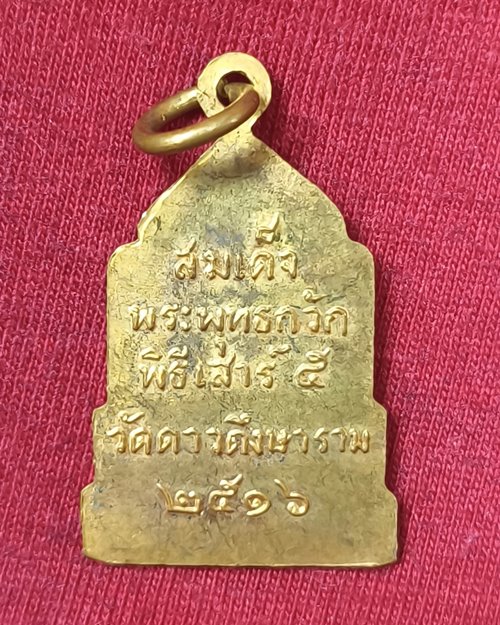 สมเด็จ
พระพุทธกวัก
พิธีเสาร์ ๕
วัดดาวดึงษาราม
๒๕๑๖